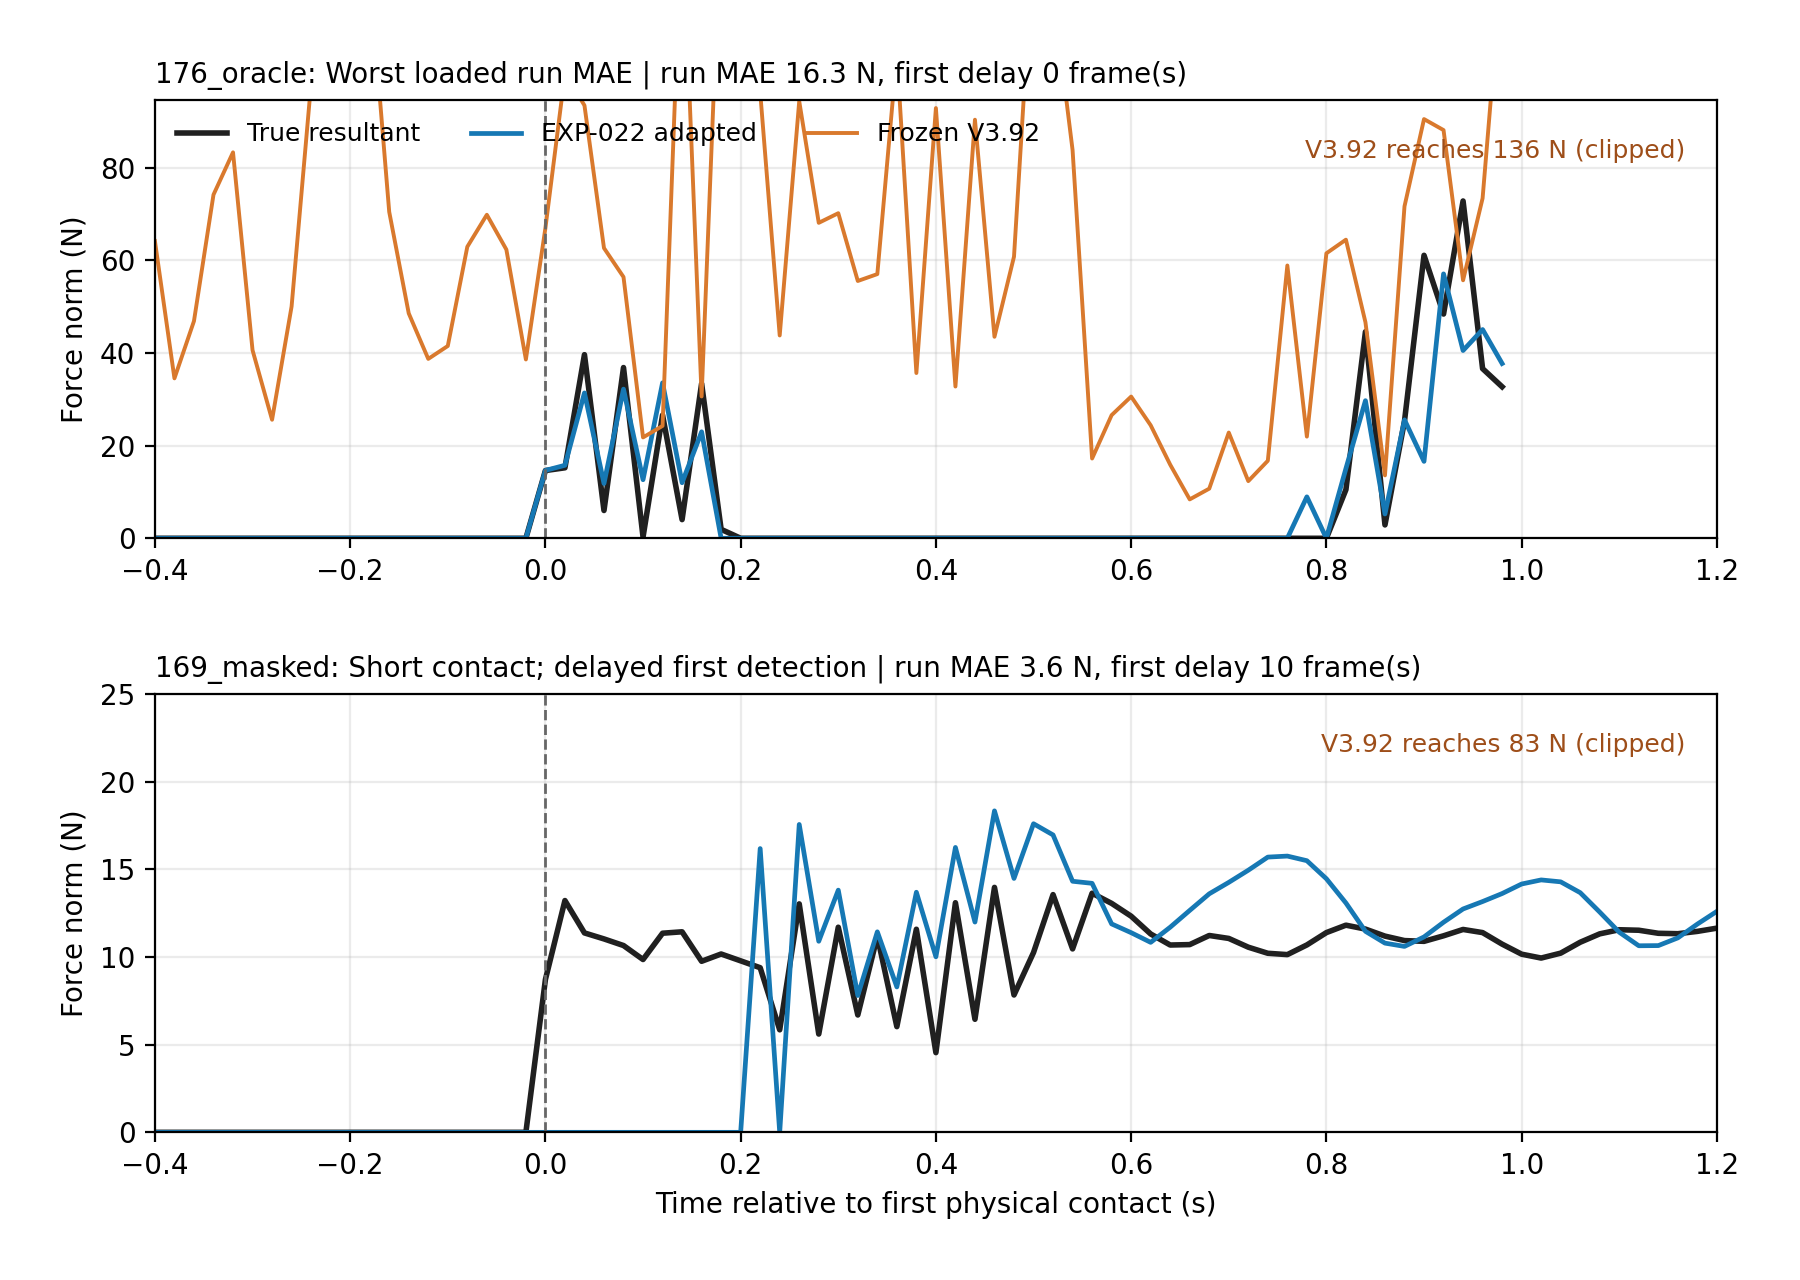 176_oracle: Worst loaded run MAE | run MAE 16.3 N, first delay 0 frame(s)
True resultant EXP-022 adapted Frozen V3.92
V3.92 reaches 136 N (clipped)
Force norm (N)
80
60
40
20
0
−0.4 −0.2 0.0 0.2 0.4 0.6 0.8 1.0 1.2
169_masked: Short contact; delayed first detection | run MAE 3.6 N, first delay 10 frame(s)
V3.92 reaches 83 N (clipped)
Force norm (N)
25
20
15
10
5
0
−0.4 −0.2 0.0 0.2 0.4 0.6 0.8 1.0 1.2
Time relative to first physical contact (s)